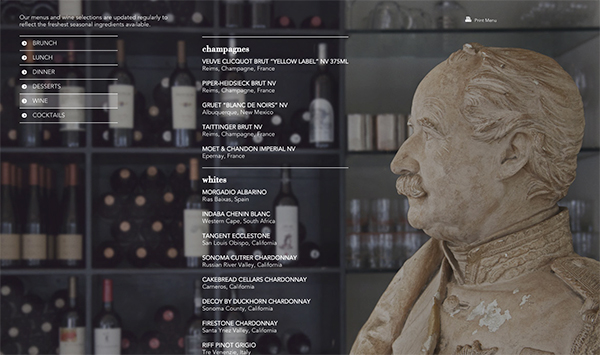 Our menus and wine selections are updated regularly to
reflect the freshest seasonal ingredients available.
Print Menu
BRUNCH
LUNCH
DINNER
DESSERTS
WINE
COCKTAILS
champagnes
VEUVE CLICQUOT BRUT "YELLOW LABEL" NV 375ML
Reims, Champagne, France
PIPER-HEIDSIECK BRUT NV
Reims, Champagne, France
GRUET "BLANC DE NOIRS" NV
Albuquerque, New Mexico
TAITTINGER BRUT NV
Reims, Champagne, France
MOET & CHANDON IMPERIAL NV
Epernay, France
whites
MORGADIO ALBARINO
Rias Baixas, Spain
INDABA CHENIN BLANC
Western Cape, South Africa
TANGENT ECCLESTONE
San Louis Obispo, California
SONOMA CUTRER CHARDONNAY
Russian River Valley, California
CAKEBREAD CELLARS CHARDONNAY
Carneros, California
DECOY BY DUCKHORN CHARDONNAY
Sonoma County, California
FIRESTONE CHARDONNAY
Santa Ynez Valley, California
RIFF PINOT GRIGIO
Tre Venenzie, Italy